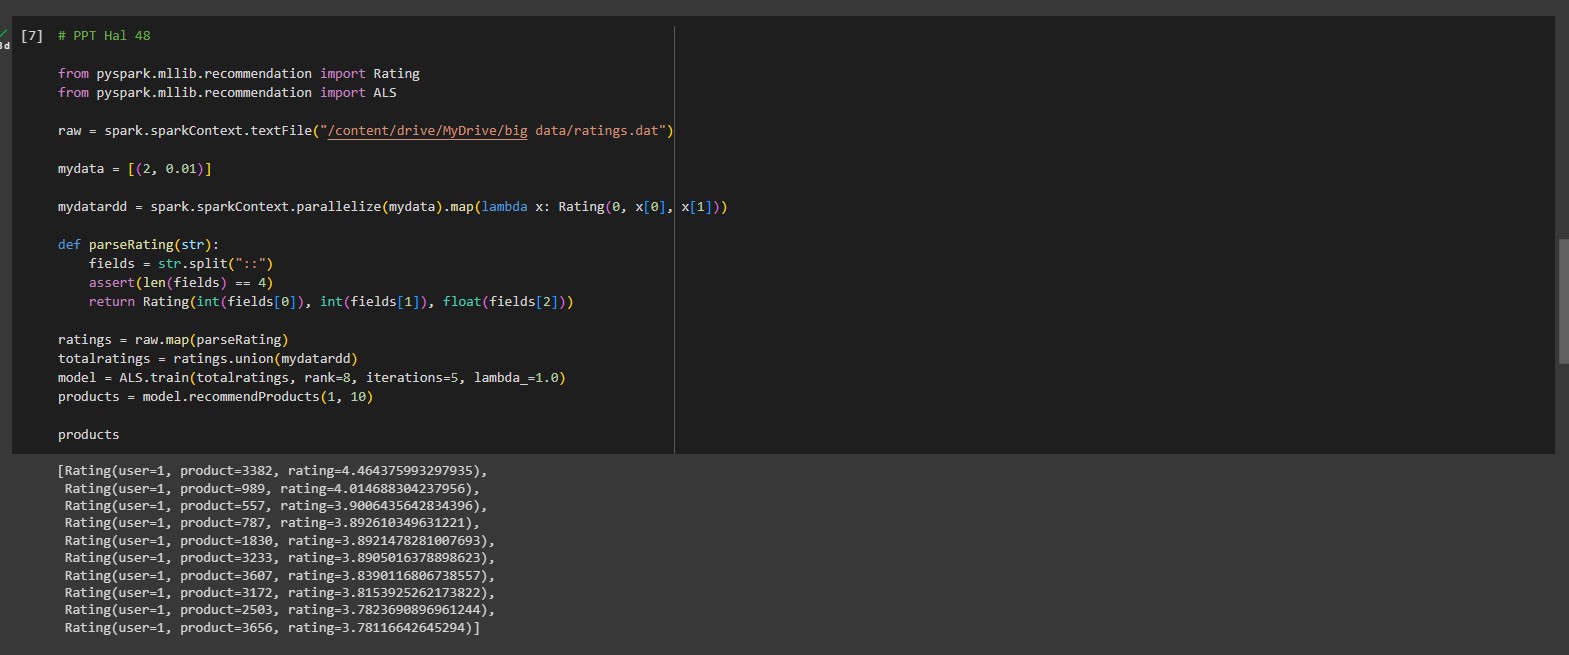 [7] # PPT Hal 48
from pyspark.mllib.recommendation import Rating
from pyspark.mllib.recommendation import ALS
raw = spark.sparkContext.textFile("/content/drive/MyDrive/big data/ratings.dat")
mydata = [(2, 0.01)]
mydatardd = spark.sparkContext.parallelize(mydata).map(lambda x: Rating(0, x[0], x[1]))
def parseRating(str):
    fields = str.split("::")
    assert(len(fields) == 4)
    return Rating(int(fields[0]), int(fields[1]), float(fields[2]))
ratings = raw.map(parseRating)
totalratings = ratings.union(mydatardd)
model = ALS.train(totalratings, rank=8, iterations=5, lambda_=1.0)
products = model.recommendProducts(1, 10)
products
[Rating(user=1, product=3382, rating=4.464375993297935),
 Rating(user=1, product=989, rating=4.014688304237956),
 Rating(user=1, product=557, rating=3.9006435642834396),
 Rating(user=1, product=787, rating=3.892610349631221),
 Rating(user=1, product=1830, rating=3.8921478281007693),
 Rating(user=1, product=3233, rating=3.8905016378898623),
 Rating(user=1, product=3607, rating=3.8390116806738557),
 Rating(user=1, product=3172, rating=3.8153925262173822),
 Rating(user=1, product=2503, rating=3.7823690896961244),
 Rating(user=1, product=3656, rating=3.78116642645294)]